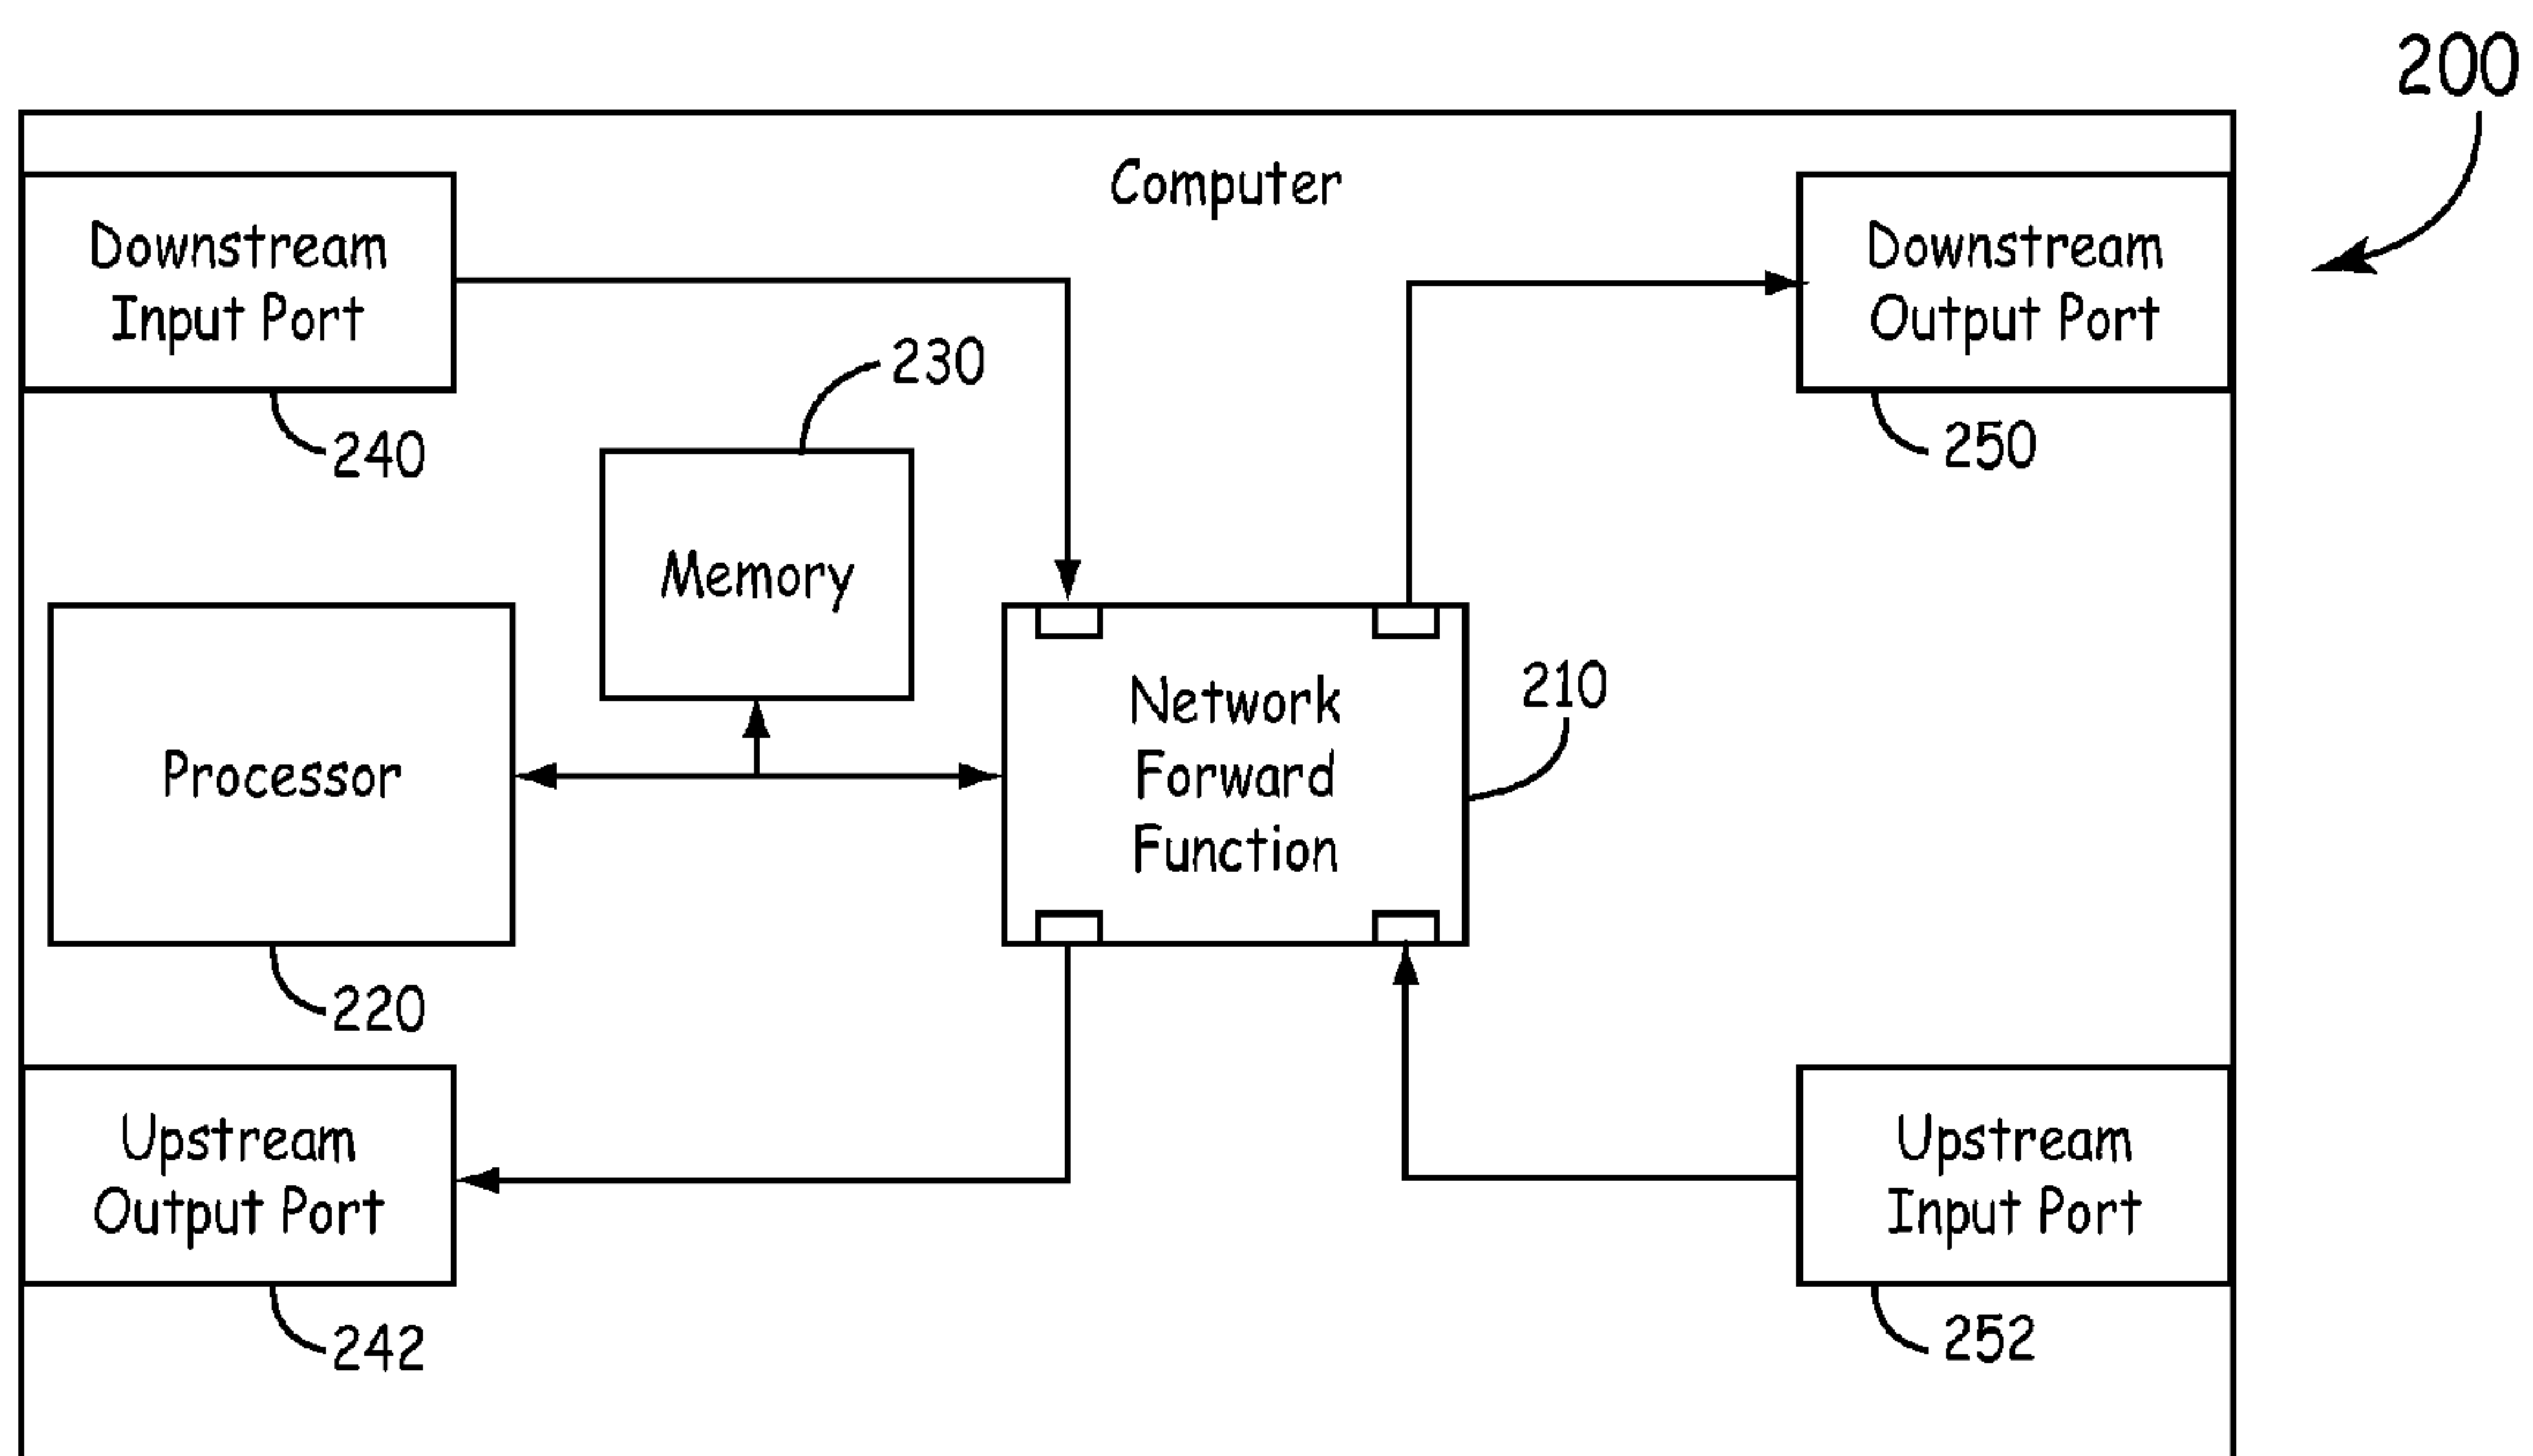 200
Computer
Downstream
Input Port
240
Downstream
Output Port
250
230
Memory
Processor
220
Network
Forward
Function
210
Upstream
Output Port
242
Upstream
Input Port
252